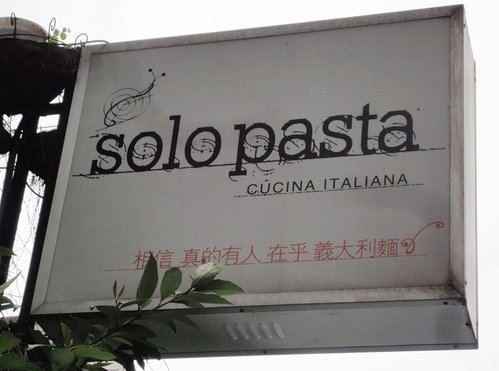 solo pasta
CUCINA ITALIANA
相信 真的有人 在乎 義大利麵